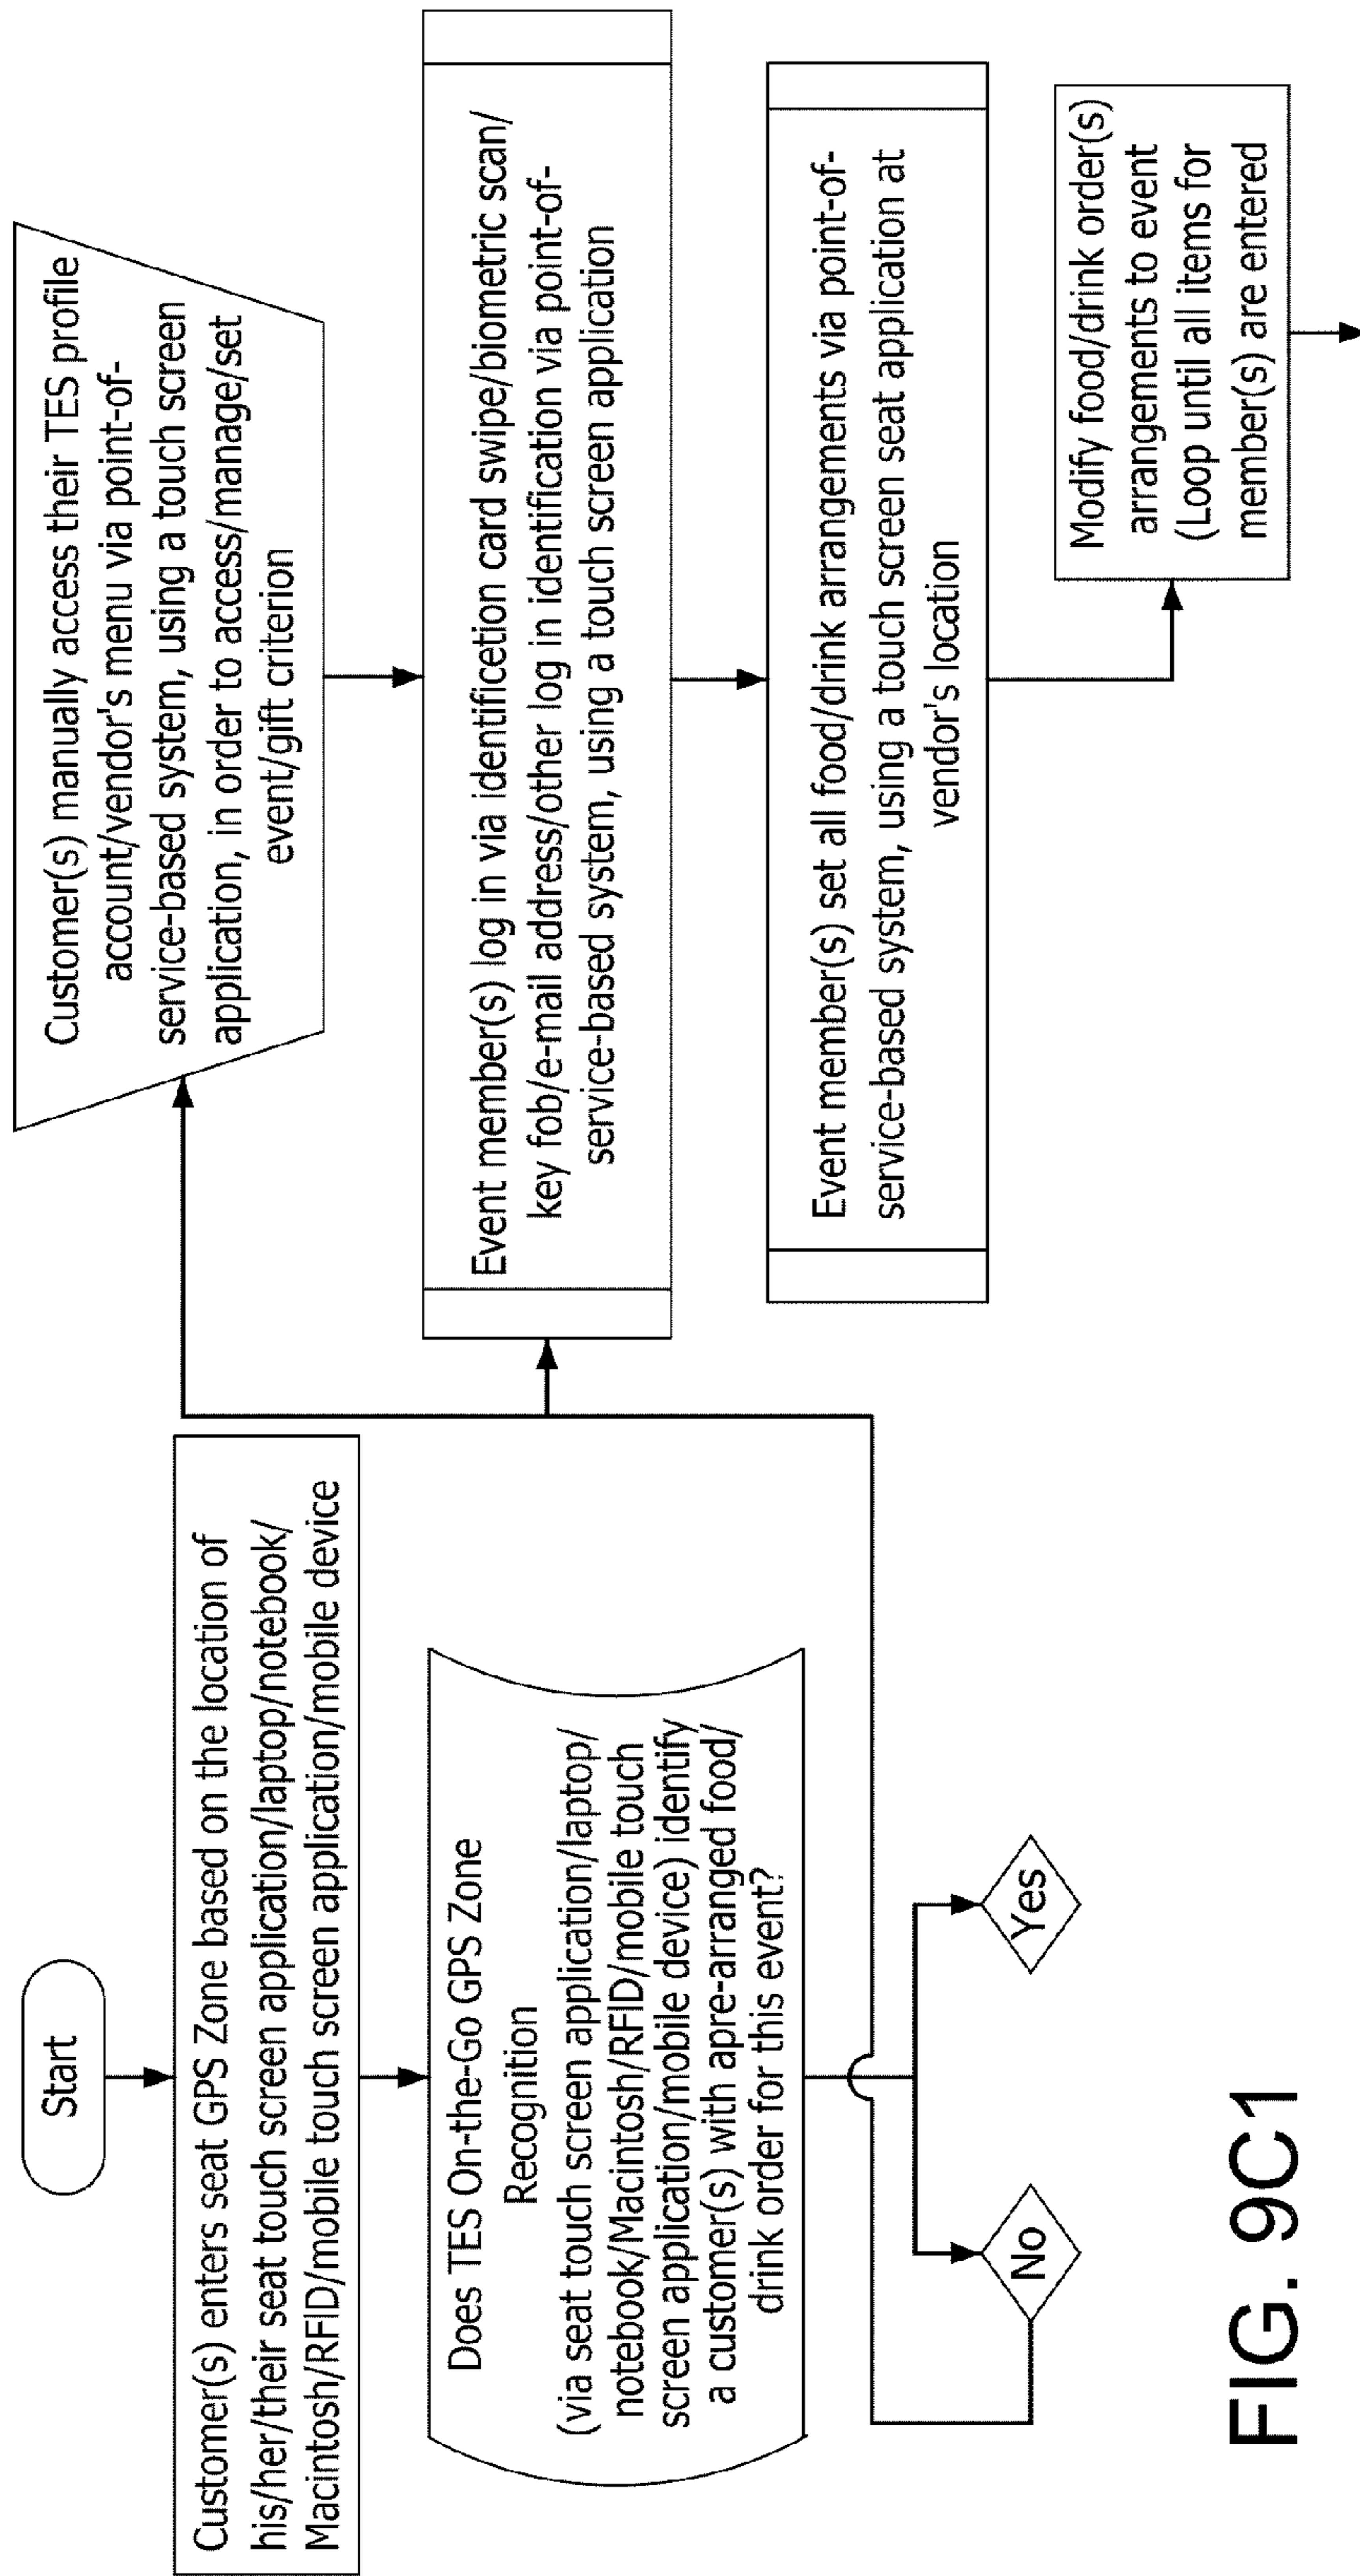 Start
Customer(s) enters seat GPS Zone based on the location of
his/her/their seat touch screen application/laptop/notebook/
Macintosh/RFID/mobile touch screen application/mobile device
Does TES On-the-Go GPS Zone
Recognition
(via seat touch screen application/laptop/
notebook/Macintosh/RFID/mobile touch
screen application/mobile device) identify
a customer(s) with apre-arranged food/
drink order for this event?
No
Yes
Customer(s) manually access their TES profile
account/vendor's menu via point-of-
service-based system, using a touch screen
application, in order to access/manage/set
event/gift criterion
Event member(s) log in via identificetion card swipe/biometric scan/
key fob/e-mail address/other log in identification via point-of-
service-based system, using a touch screen application
Event member(s) set all food/drink arrangements via point-of-
service-based system, using a touch screen seat application at
vendor's location
Modify food/drink order(s)
arrangements to event
(Loop until all items for
member(s) are entered
FIG. 9C1